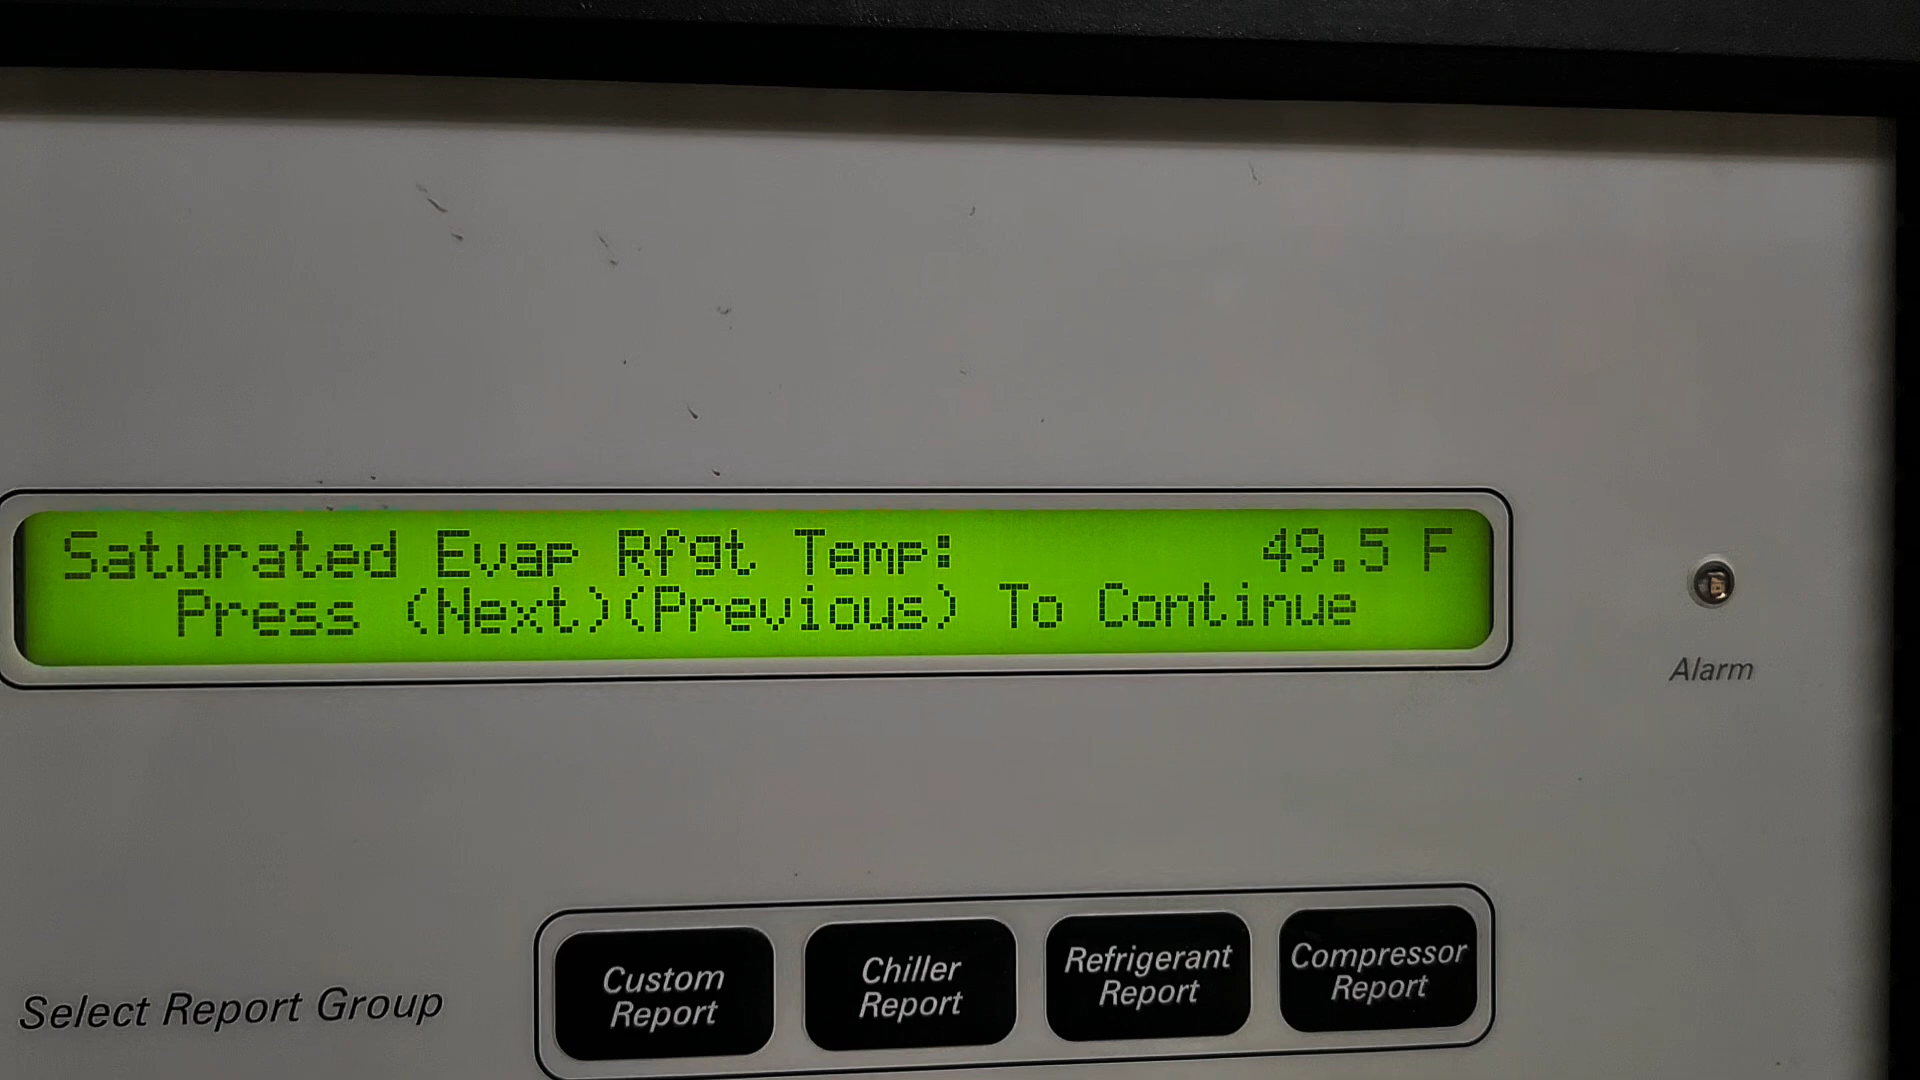 Saturated Evap Rfgt Temp: 49.5 F
Press (Next)(Previous) To Continue
Alarm
Select Report Group
Custom
Report
Chiller
Report
Refrigerant
Report
Compressor
Report